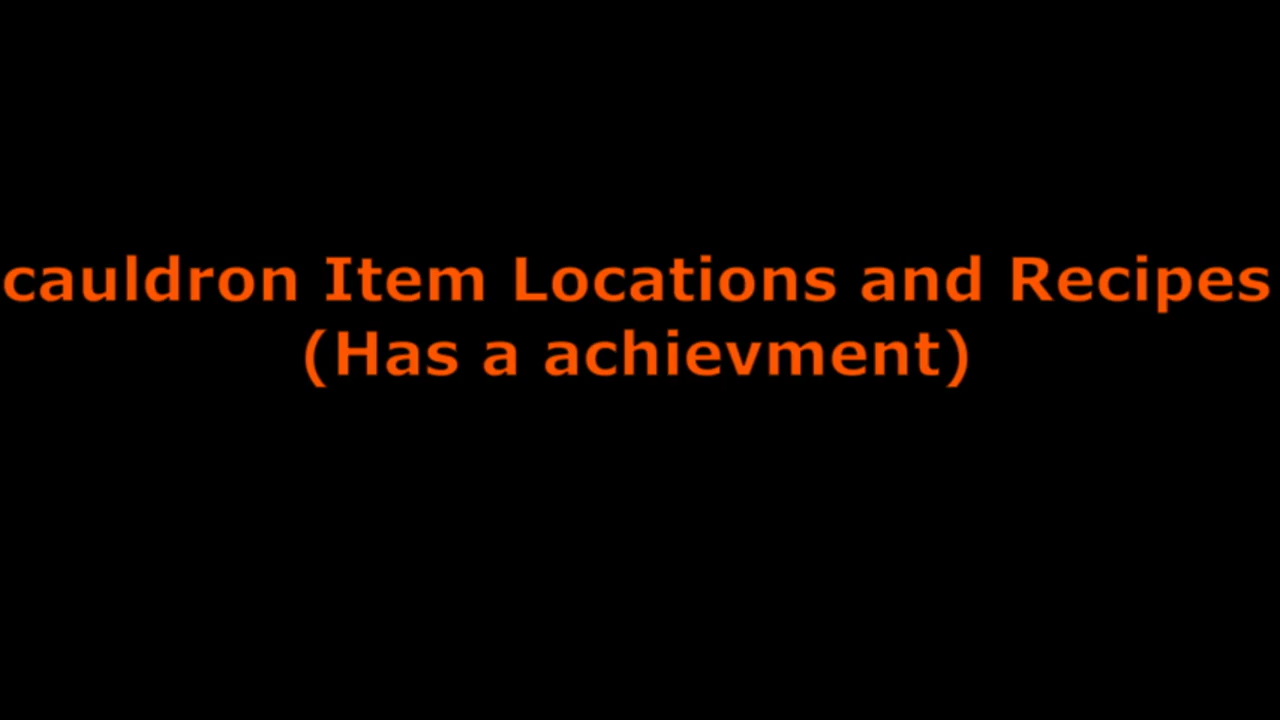 cauldron Item Locations and Recipes
(Has a achievment)